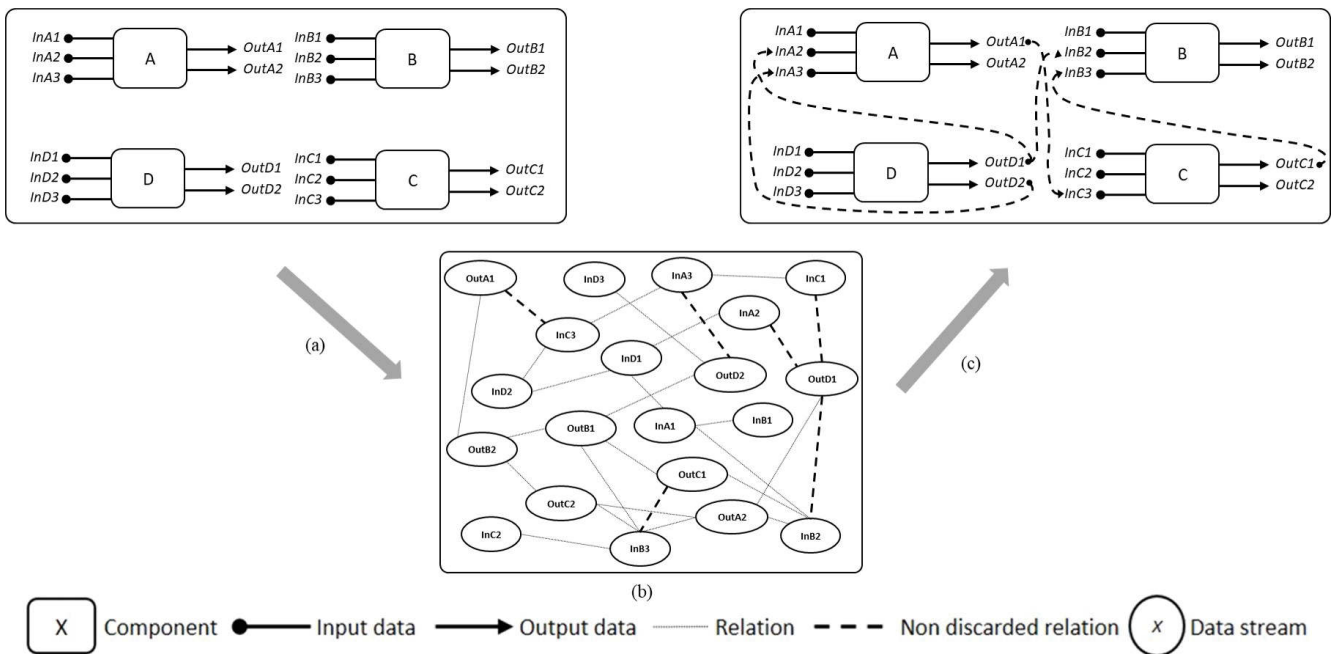 InA1
InA2
InA3
A
OutA1
OutA2
InB1
InB2
InB3
B
OutB1
OutB2
InD1
InD2
InD3
D
OutD1
OutD2
InC1
InC2
InC3
C
OutC1
OutC2
InA1
InA2
InA3
A
OutA1
OutA2
InB1
InB2
InB3
B
OutB1
OutB2
InD1
InD2
InD3
D
OutD1
OutD2
InC1
InC2
InC3
C
OutC1
OutC2
(a)
OutA1
InD3
InA3
InC1
InA2
InC3
InD1
OutD2
OutD1
InD2
OutB2
OutB1
InA1
InB1
OutC1
OutC2
OutA2
InC2
InB3
InB2
(b)
(c)
X Component Input data Output data Relation Non discarded relation x Data stream